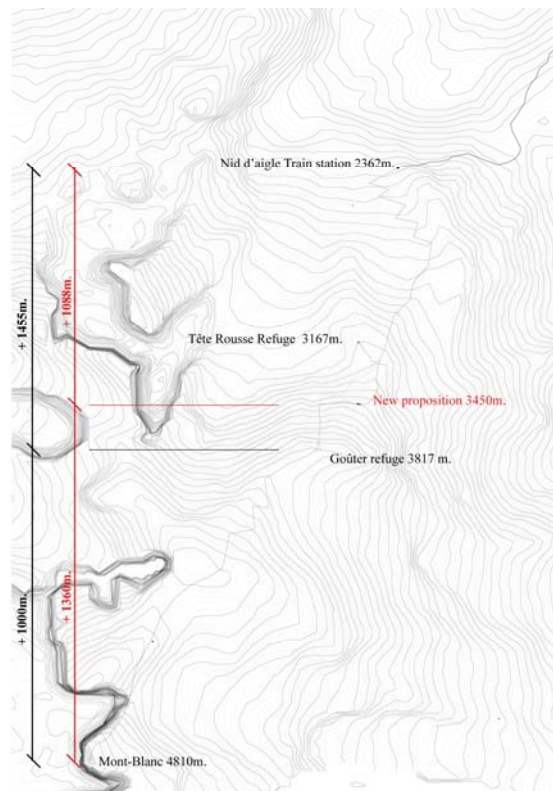 Nid d'aigle Train station 2362m.
+ 1455m.
+ 1088m.
Tête Rousse Refuge 3167m.
New proposition 3450m.
Goûter refuge 3817 m.
+ 1000m.
+ 1360m.
Mont-Blanc 4810m.